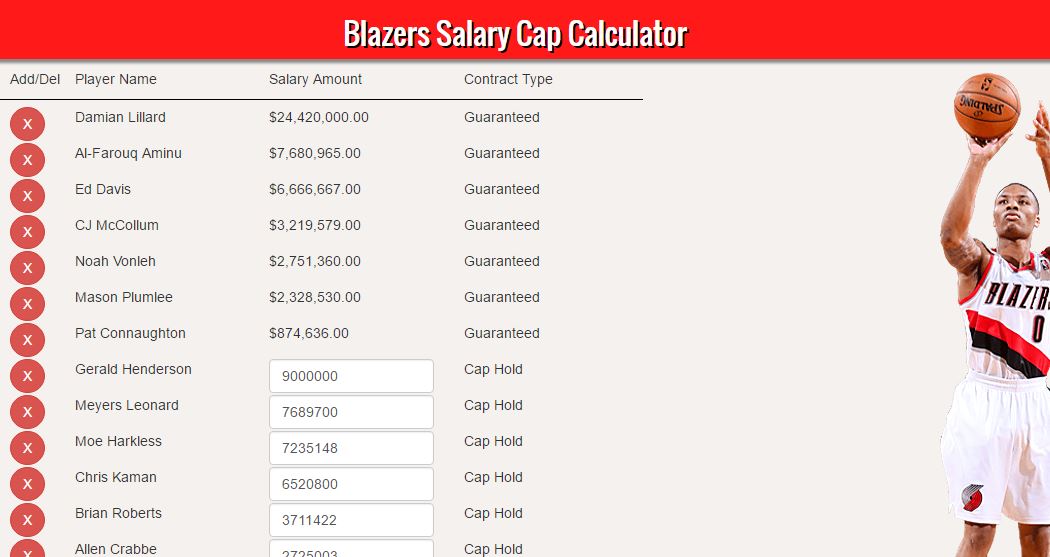 Blazers Salary Cap Calculator
Add/Del Player Name Salary Amount Contract Type
X Damian Lillard $24,420,000.00 Guaranteed
X Al-Farouq Aminu $7,680,965.00 Guaranteed
X Ed Davis $6,666,667.00 Guaranteed
X CJ McCollum $3,219,579.00 Guaranteed
X Noah Vonleh $2,751,360.00 Guaranteed
X Mason Plumlee $2,328,530.00 Guaranteed
X Pat Connaughton $874,636.00 Guaranteed
X Gerald Henderson 9000000 Cap Hold
X Meyers Leonard 7689700 Cap Hold
X Moe Harkless 7235148 Cap Hold
X Chris Kaman 6520800 Cap Hold
X Brian Roberts 3711422 Cap Hold
X Allen Crabbe 2725003 Cap Hold
SPALDING
BLAZER
0